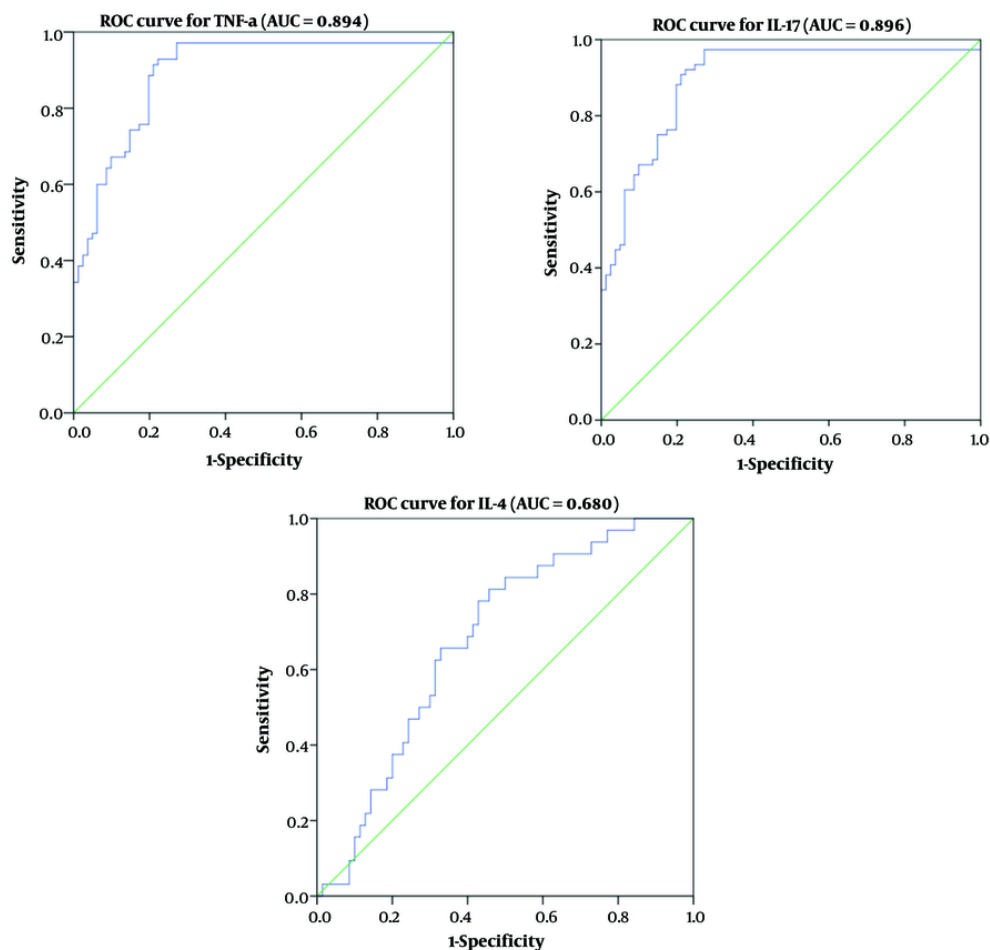 ROC curve for TNF-a (AUC = 0.894)
1.0
0.8
0.6
0.4
0.2
0.0
Sensitivity
0.0 0.2 0.4 0.6 0.8 1.0
1-Specificity
ROC curve for IL-17 (AUC = 0.896)
1.0
0.8
0.6
0.4
0.2
0.0
Sensitivity
0.0 0.2 0.4 0.6 0.8 1.0
1-Specificity
ROC curve for IL-4 (AUC = 0.680)
1.0
0.8
0.6
0.4
0.2
0.0
Sensitivity
0.0 0.2 0.4 0.6 0.8 1.0
1-Specificity